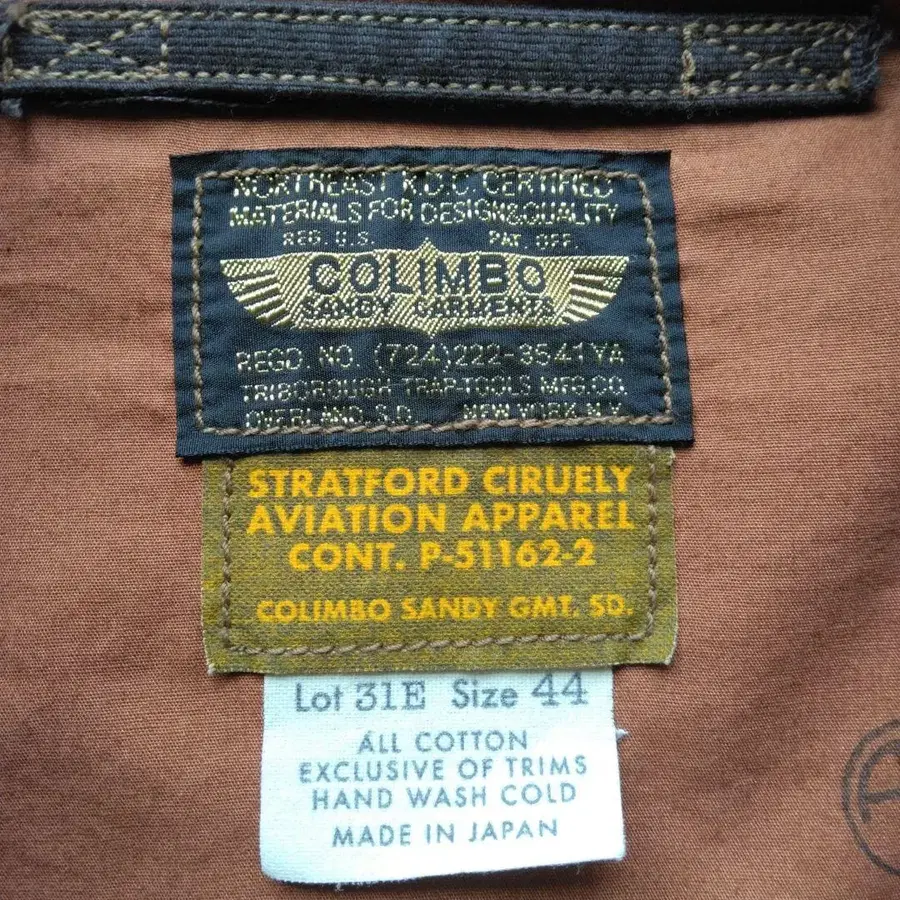 NORTHEAST R.D.C. CERTIFIED
MATERIALS FOR DESIGN&QUALITY
REG. U.S. PAT. OFF.
COLIMBO
SANDY GARMENTS
REGD. NO. (724)222-3541 YA
TRIBOROUGH TRAP-TOOLS MFG.CO.
OVERLAND, S.D. NEW YORK, N.Y.
STRATFORD CIRUELY
AVIATION APPAREL
CONT. P-51162-2
COLIMBO SANDY GMT. SD.
Lot 31E Size 44
ALL COTTON
EXCLUSIVE OF TRIMS
HAND WASH COLD
MADE IN JAPAN